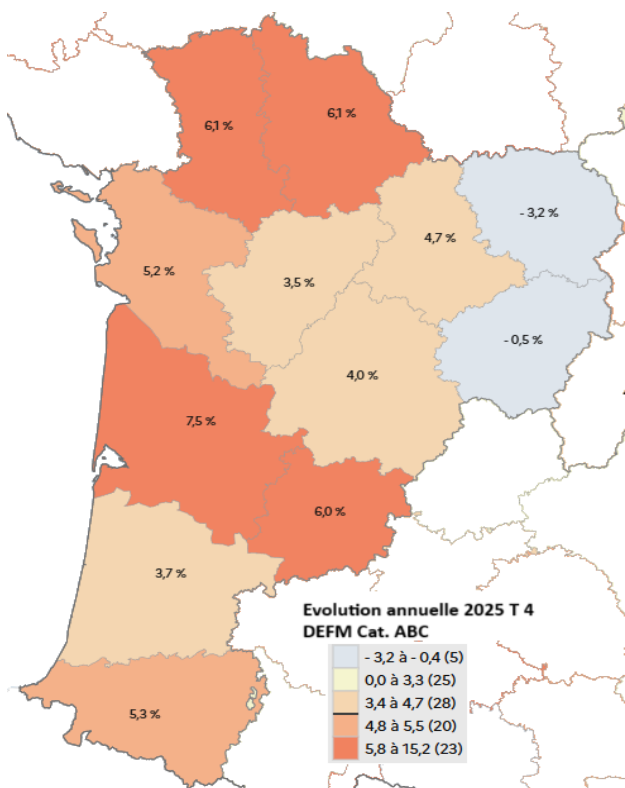 6,1 %
6,1 %
- 3,2 %
4,7 %
5,2 %
3,5 %
- 0,5 %
4,0 %
7,5 %
6,0 %
3,7 %
5,3 %
Evolution annuelle 2025 T 4
DEFM Cat. ABC
- 3,2 à - 0,4 (5)
0,0 à 3,3 (25)
3,4 à 4,7 (28)
4,8 à 5,5 (20)
5,8 à 15,2 (23)